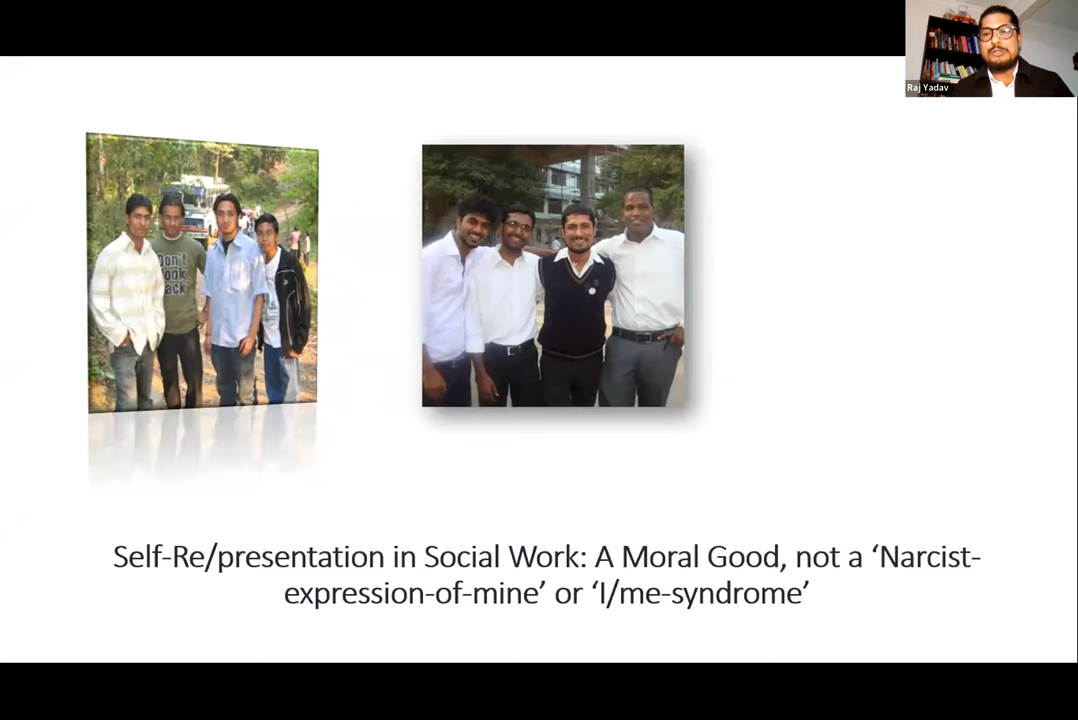 Raj Yadav
Don't
look
back
Self-Re/presentation in Social Work: A Moral Good, not a ‘Narcist-
expression-of-mine’ or ‘I/me-syndrome’